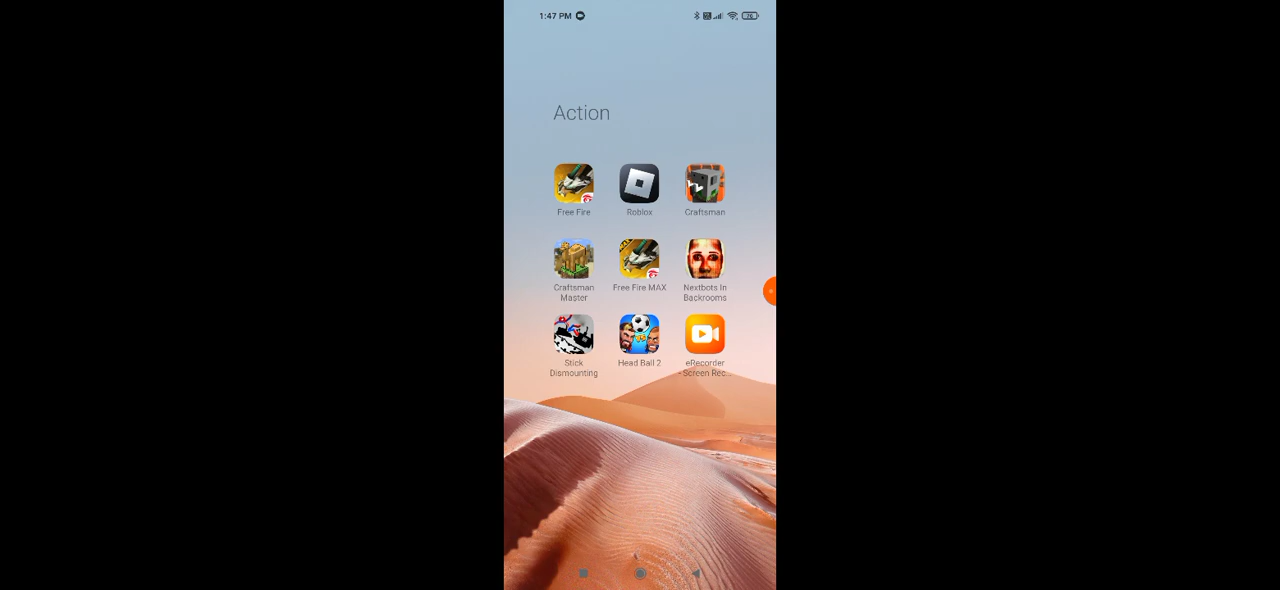 1:47 PM
70
Action
Free Fire
Roblox
Craftsman
Craftsman
Master
Free Fire MAX
Nextbots In
Backrooms
Stick
Dismounting
Head Ball 2
eRecorder
- Screen Rec...